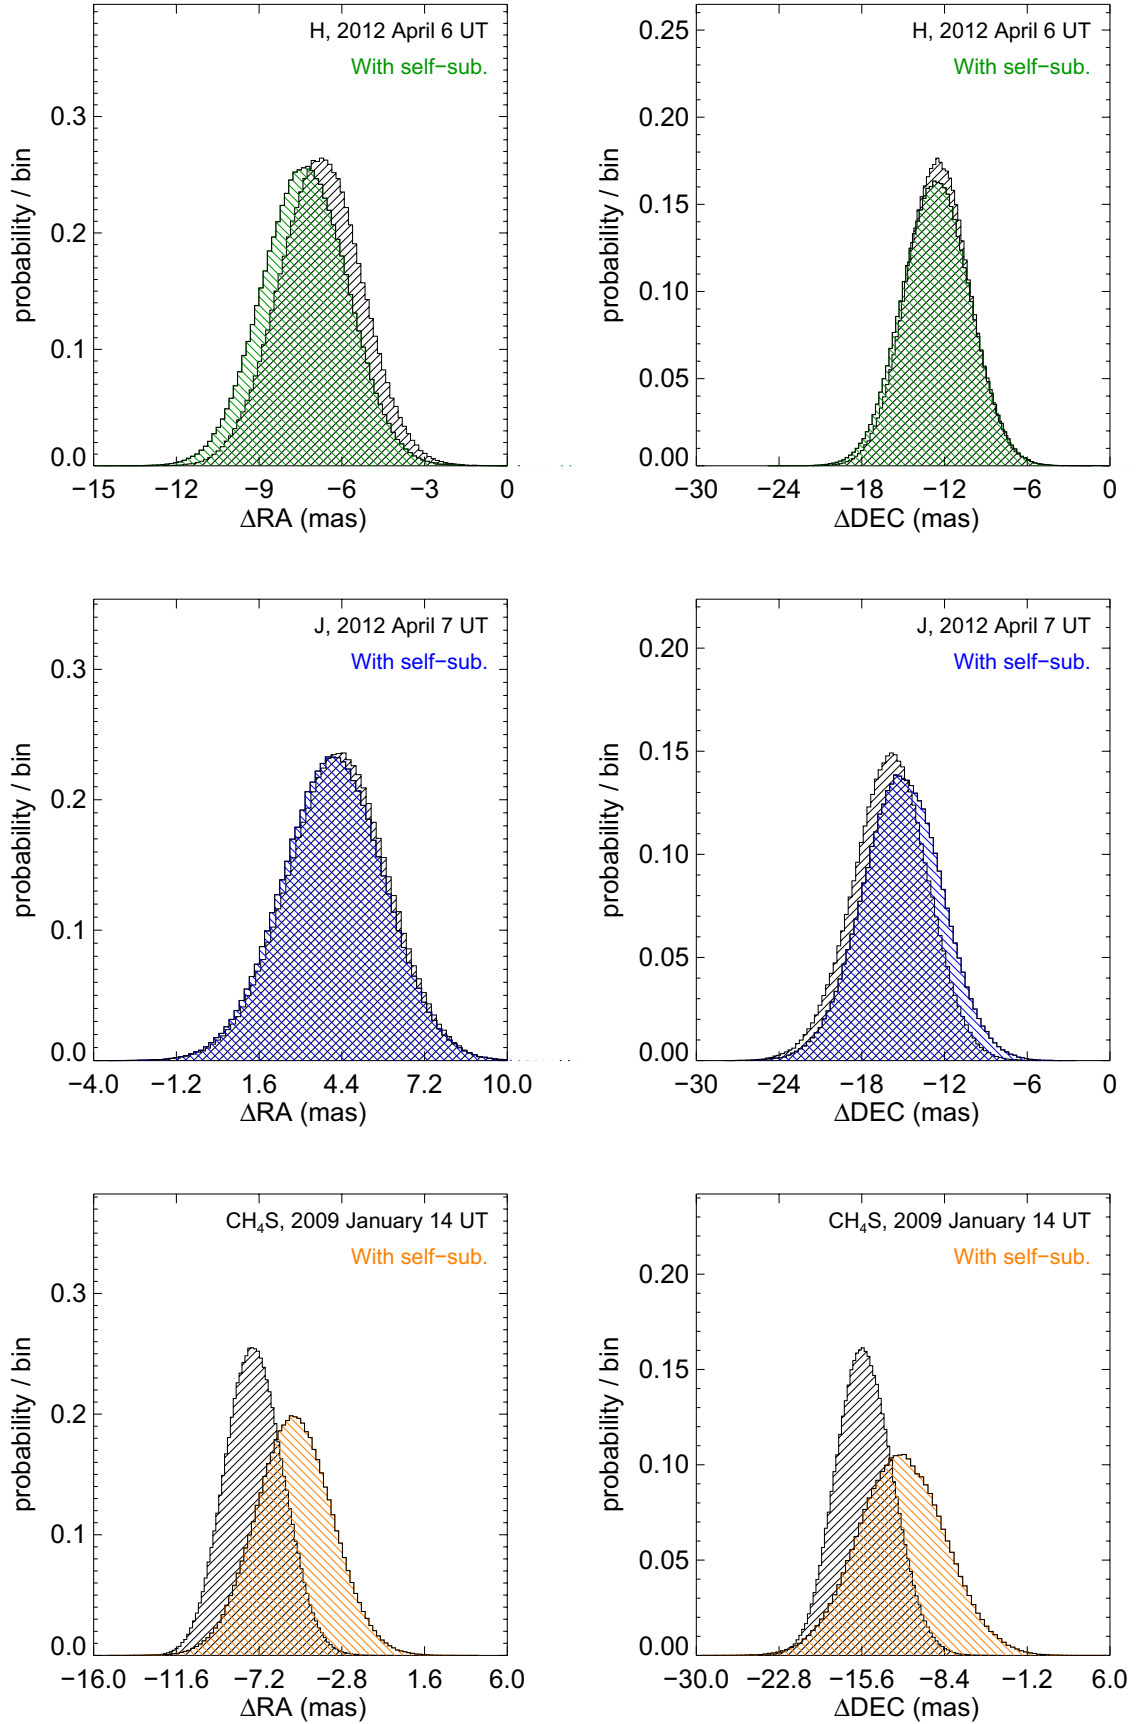 H, 2012 April 6 UT
With self−sub.
probability / bin
0.3
0.2
0.1
0.0
−15 −12 −9 −6 −3 0
ΔRA (mas)
H, 2012 April 6 UT
With self−sub.
probability / bin
0.25
0.20
0.15
0.10
0.05
0.00
−30 −24 −18 −12 −6 0
ΔDEC (mas)
J, 2012 April 7 UT
With self−sub.
probability / bin
0.3
0.2
0.1
0.0
−4.0 −1.2 1.6 4.4 7.2 10.0
ΔRA (mas)
J, 2012 April 7 UT
With self−sub.
probability / bin
0.20
0.15
0.10
0.05
0.00
−30 −24 −18 −12 −6 0
ΔDEC (mas)
CH₄S, 2009 January 14 UT
With self−sub.
probability / bin
0.3
0.2
0.1
0.0
−16.0 −11.6 −7.2 −2.8 1.6 6.0
ΔRA (mas)
CH₄S, 2009 January 14 UT
With self−sub.
probability / bin
0.20
0.15
0.10
0.05
0.00
−30.0 −22.8 −15.6 −8.4 −1.2 6.0
ΔDEC (mas)